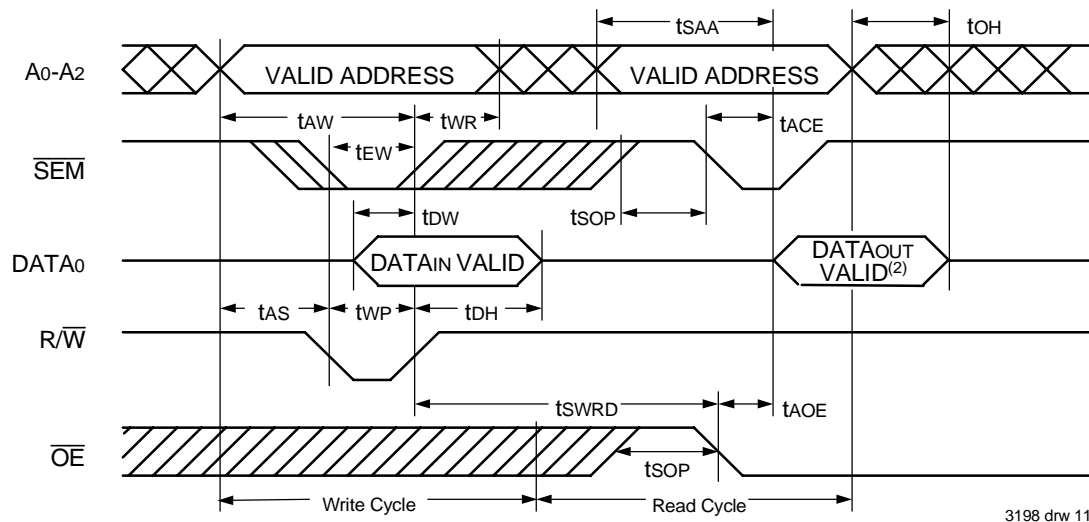 tSAA
tOH
A0-A2
VALID ADDRESS
VALID ADDRESS
tAW
tWR
tACE
tEW
SEM
tDW
tSOP
DATA0
DATAIN VALID
DATAOUT
VALID(2)
tAS
tWP
tDH
R/W
tSWRD
tAOE
OE
tSOP
Write Cycle
Read Cycle
3198 drw 11